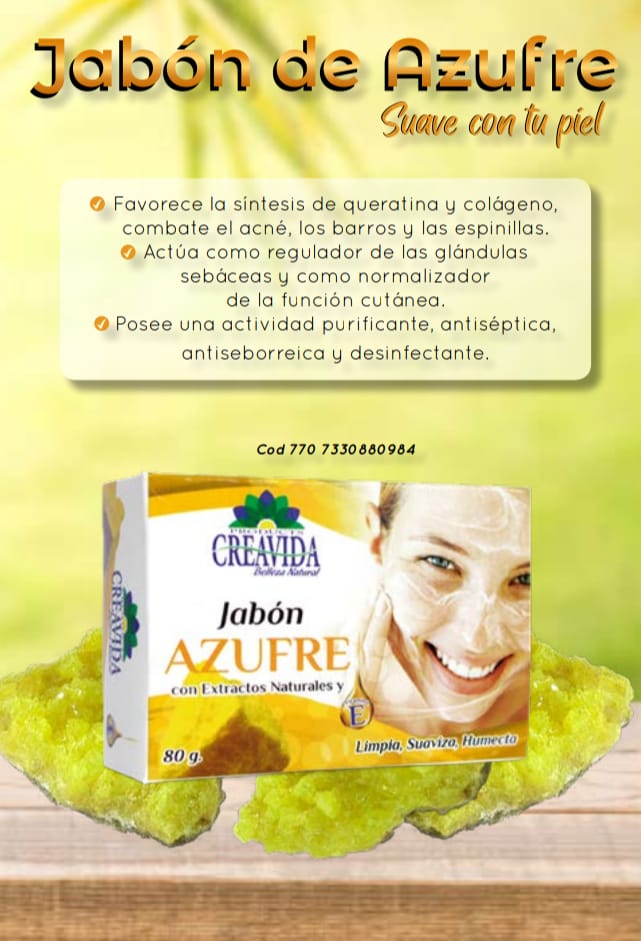 Jabón de Azufre
Suave con tu piel
Favorece la síntesis de queratina y colágeno,
combate el acné, los barros y las espinillas.
Actúa como regulador de las glándulas
sebáceas y como normalizador
de la función cutánea.
Posee una actividad purificante, antiséptica,
antiseborreica y desinfectante.
Cod 770 7330880984
PRODUCTS
CREAVIDA
Belleza Natural
CREAVIDA
Jabón
AZUFRE
con Extractos Naturales y
E
80 g.
Limpia, Suaviza, Humecta